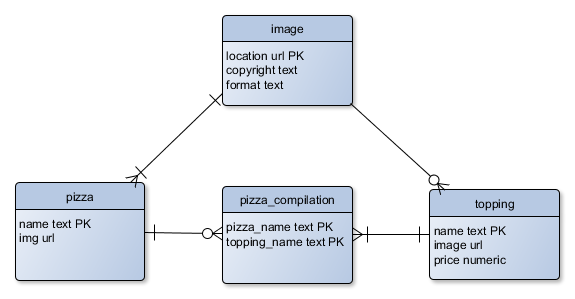 image
location url PK
copyright text
format text
pizza
name text PK
img url
pizza_compilation
pizza_name text PK
topping_name text PK
topping
name text PK
image url
price numeric